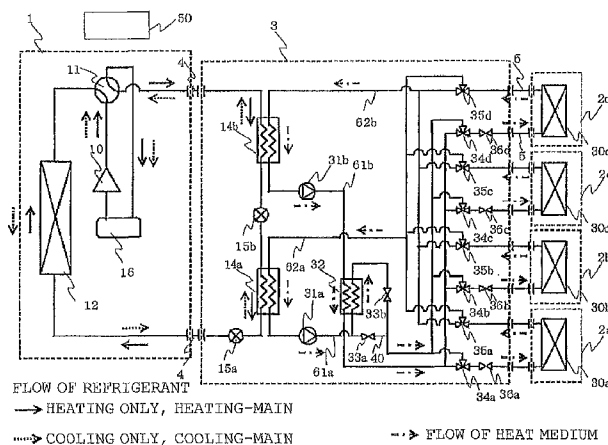 50
1
3
11
4
5
2d
35d
62b
14b
30d
34d
36d
5
10
31b
61b
2c
35c
15b
16
62a
34c
36c
30c
14a
32
35b
2b
12
31a
33b
34b
36b
30b
35a
2a
15a
61a
33a
40
4
34a
36a
30a
FLOW OF REFRIGERANT
HEATING ONLY, HEATING-MAIN
COOLING ONLY, COOLING-MAIN
FLOW OF HEAT MEDIUM